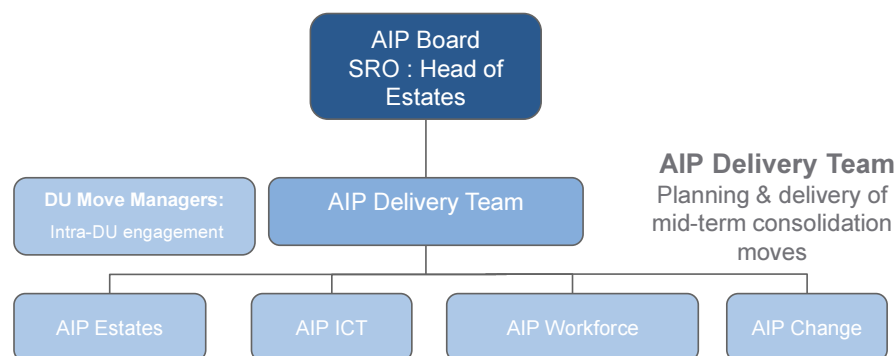 AIP Board
SRO : Head of
Estates
AIP Delivery Team
Planning & delivery of
mid-term consolidation
moves
DU Move Managers:
Intra-DU engagement
AIP Delivery Team
AIP Estates
AIP ICT
AIP Workforce
AIP Change